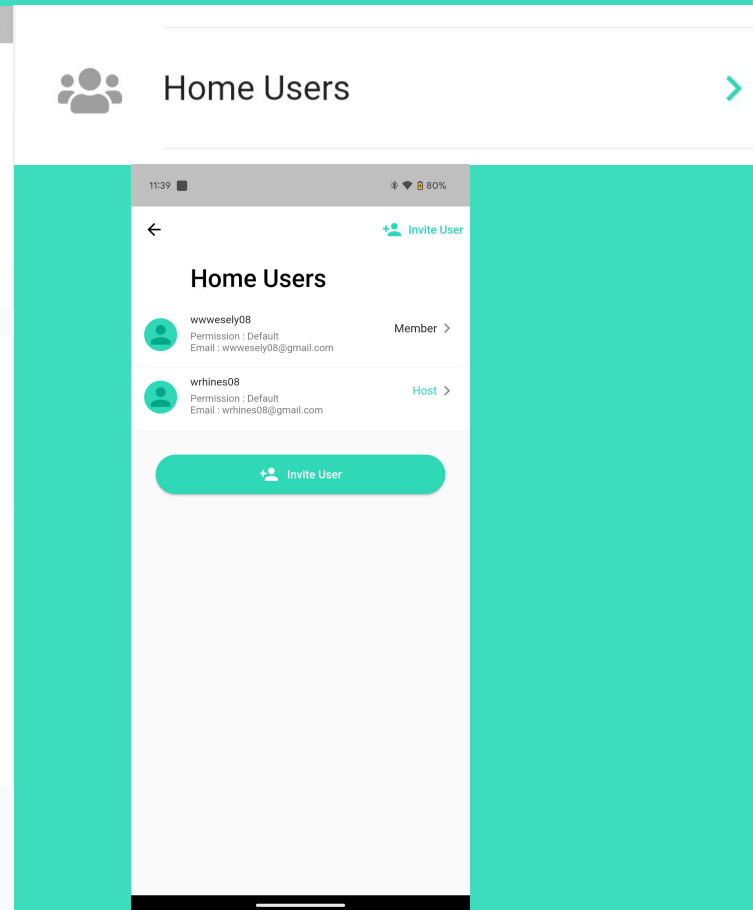 Home Users
11:39
80%
Invite User
Home Users
wwwesely08
Permission : Default
Email : wwwesely08@gmail.com
Member
wrhines08
Permission : Default
Email : wrhines08@gmail.com
Host
Invite User